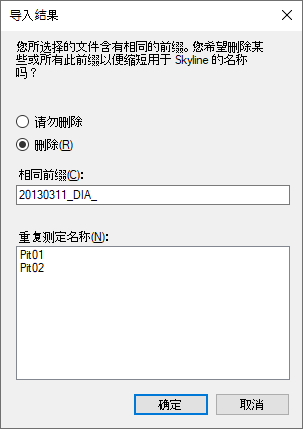 导入结果
您所选择的文件含有相同的前缀。您希望删除某
些或所有此前缀以便缩短用于 Skyline 的名称
吗？
请勿删除
删除(R)
相同前缀(C):
20130311_DIA_
重复测定名称(N):
Pit01
Pit02
确定
取消